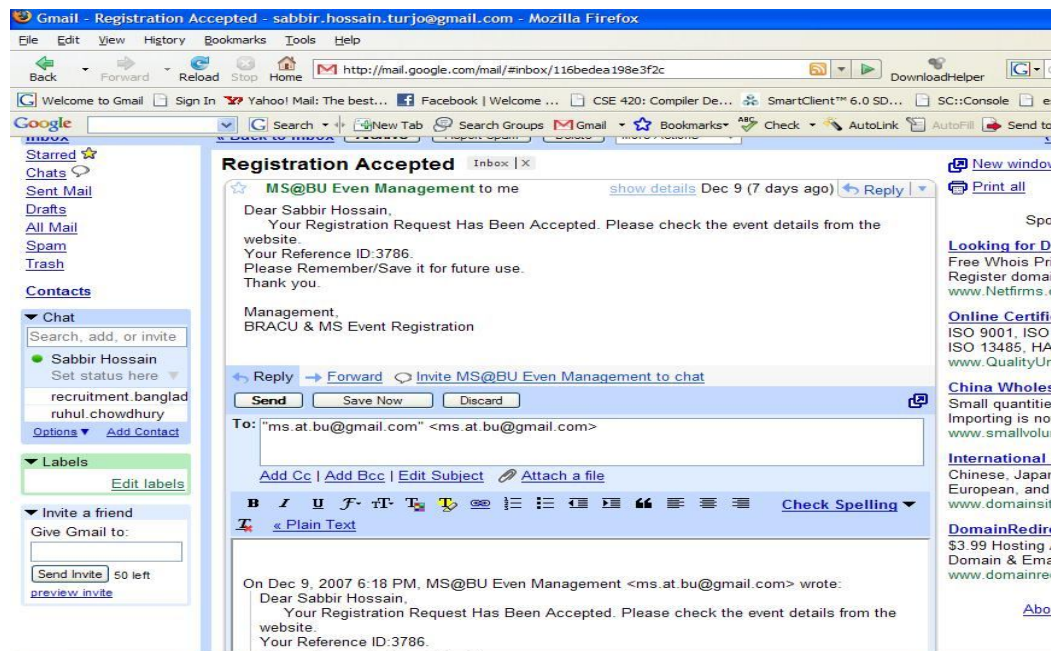 Gmail - Registration Accepted - sabbir.hossain.turjo@gmail.com - Mozilla Firefox
File Edit View History Bookmarks Tools Help
Back Forward Reload Stop Home http://mail.google.com/mail/#inbox/116bedea198e3f2c DownloadHelper
Welcome to Gmail Sign In Yahoo! Mail: The best... Facebook | Welcome ... CSE 420: Compiler De... SmartClient™ 6.0 SD... SC::Console
Google Search New Tab Search Groups Gmail Bookmarks Check AutoLink AutoFill Send to
Inbox « Back to Inbox
Starred
Chats
Sent Mail
Drafts
All Mail
Spam
Trash
Contacts
Chat
Search, add, or invite
Sabbir Hossain
Set status here
recruitment.banglad
ruhul.chowdhury
Options Add Contact
Labels
Edit labels
Invite a friend
Give Gmail to:
Send Invite 50 left
preview invite
Registration Accepted Inbox | X
MS@BU Even Management to me show details Dec 9 (7 days ago) Reply
Dear Sabbir Hossain,
Your Registration Request Has Been Accepted. Please check the event details from the
website.
Your Reference ID:3786.
Please Remember/Save it for future use.
Thank you.
Management,
BRACU & MS Event Registration
Reply Forward Invite MS@BU Even Management to chat
Send Save Now Discard
To: "ms.at.bu@gmail.com" <ms.at.bu@gmail.com>
Add Cc | Add Bcc | Edit Subject Attach a file
B I U Check Spelling
« Plain Text
On Dec 9, 2007 6:18 PM, MS@BU Even Management <ms.at.bu@gmail.com> wrote:
Dear Sabbir Hossain,
Your Registration Request Has Been Accepted. Please check the event details from the
website.
Your Reference ID:3786.
New window
Print all
Spo
Looking for D
Free Whois Pri
Register domai
www.Netfirms.
Online Certifi
ISO 9001, ISO
ISO 13485, HA
www.QualityUr
China Wholes
Small quantitie
Importing is no
www.smallvolu
International
Chinese, Japar
European, and
www.domainsit
DomainRedire
$3.99 Hosting
Domain & Ema
www.domainred
Abo